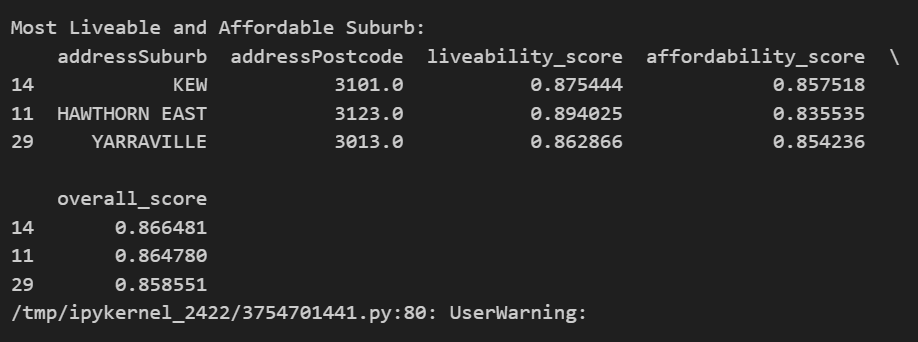 Most Liveable and Affordable Suburb:
addressSuburb addressPostcode liveability_score affordability_score \
14 KEW 3101.0 0.875444 0.857518
11 HAWTHORN EAST 3123.0 0.894025 0.835535
29 YARRAVILLE 3013.0 0.862866 0.854236
overall_score
14 0.866481
11 0.864780
29 0.858551
/tmp/ipykernel_2422/3754701441.py:80: UserWarning: